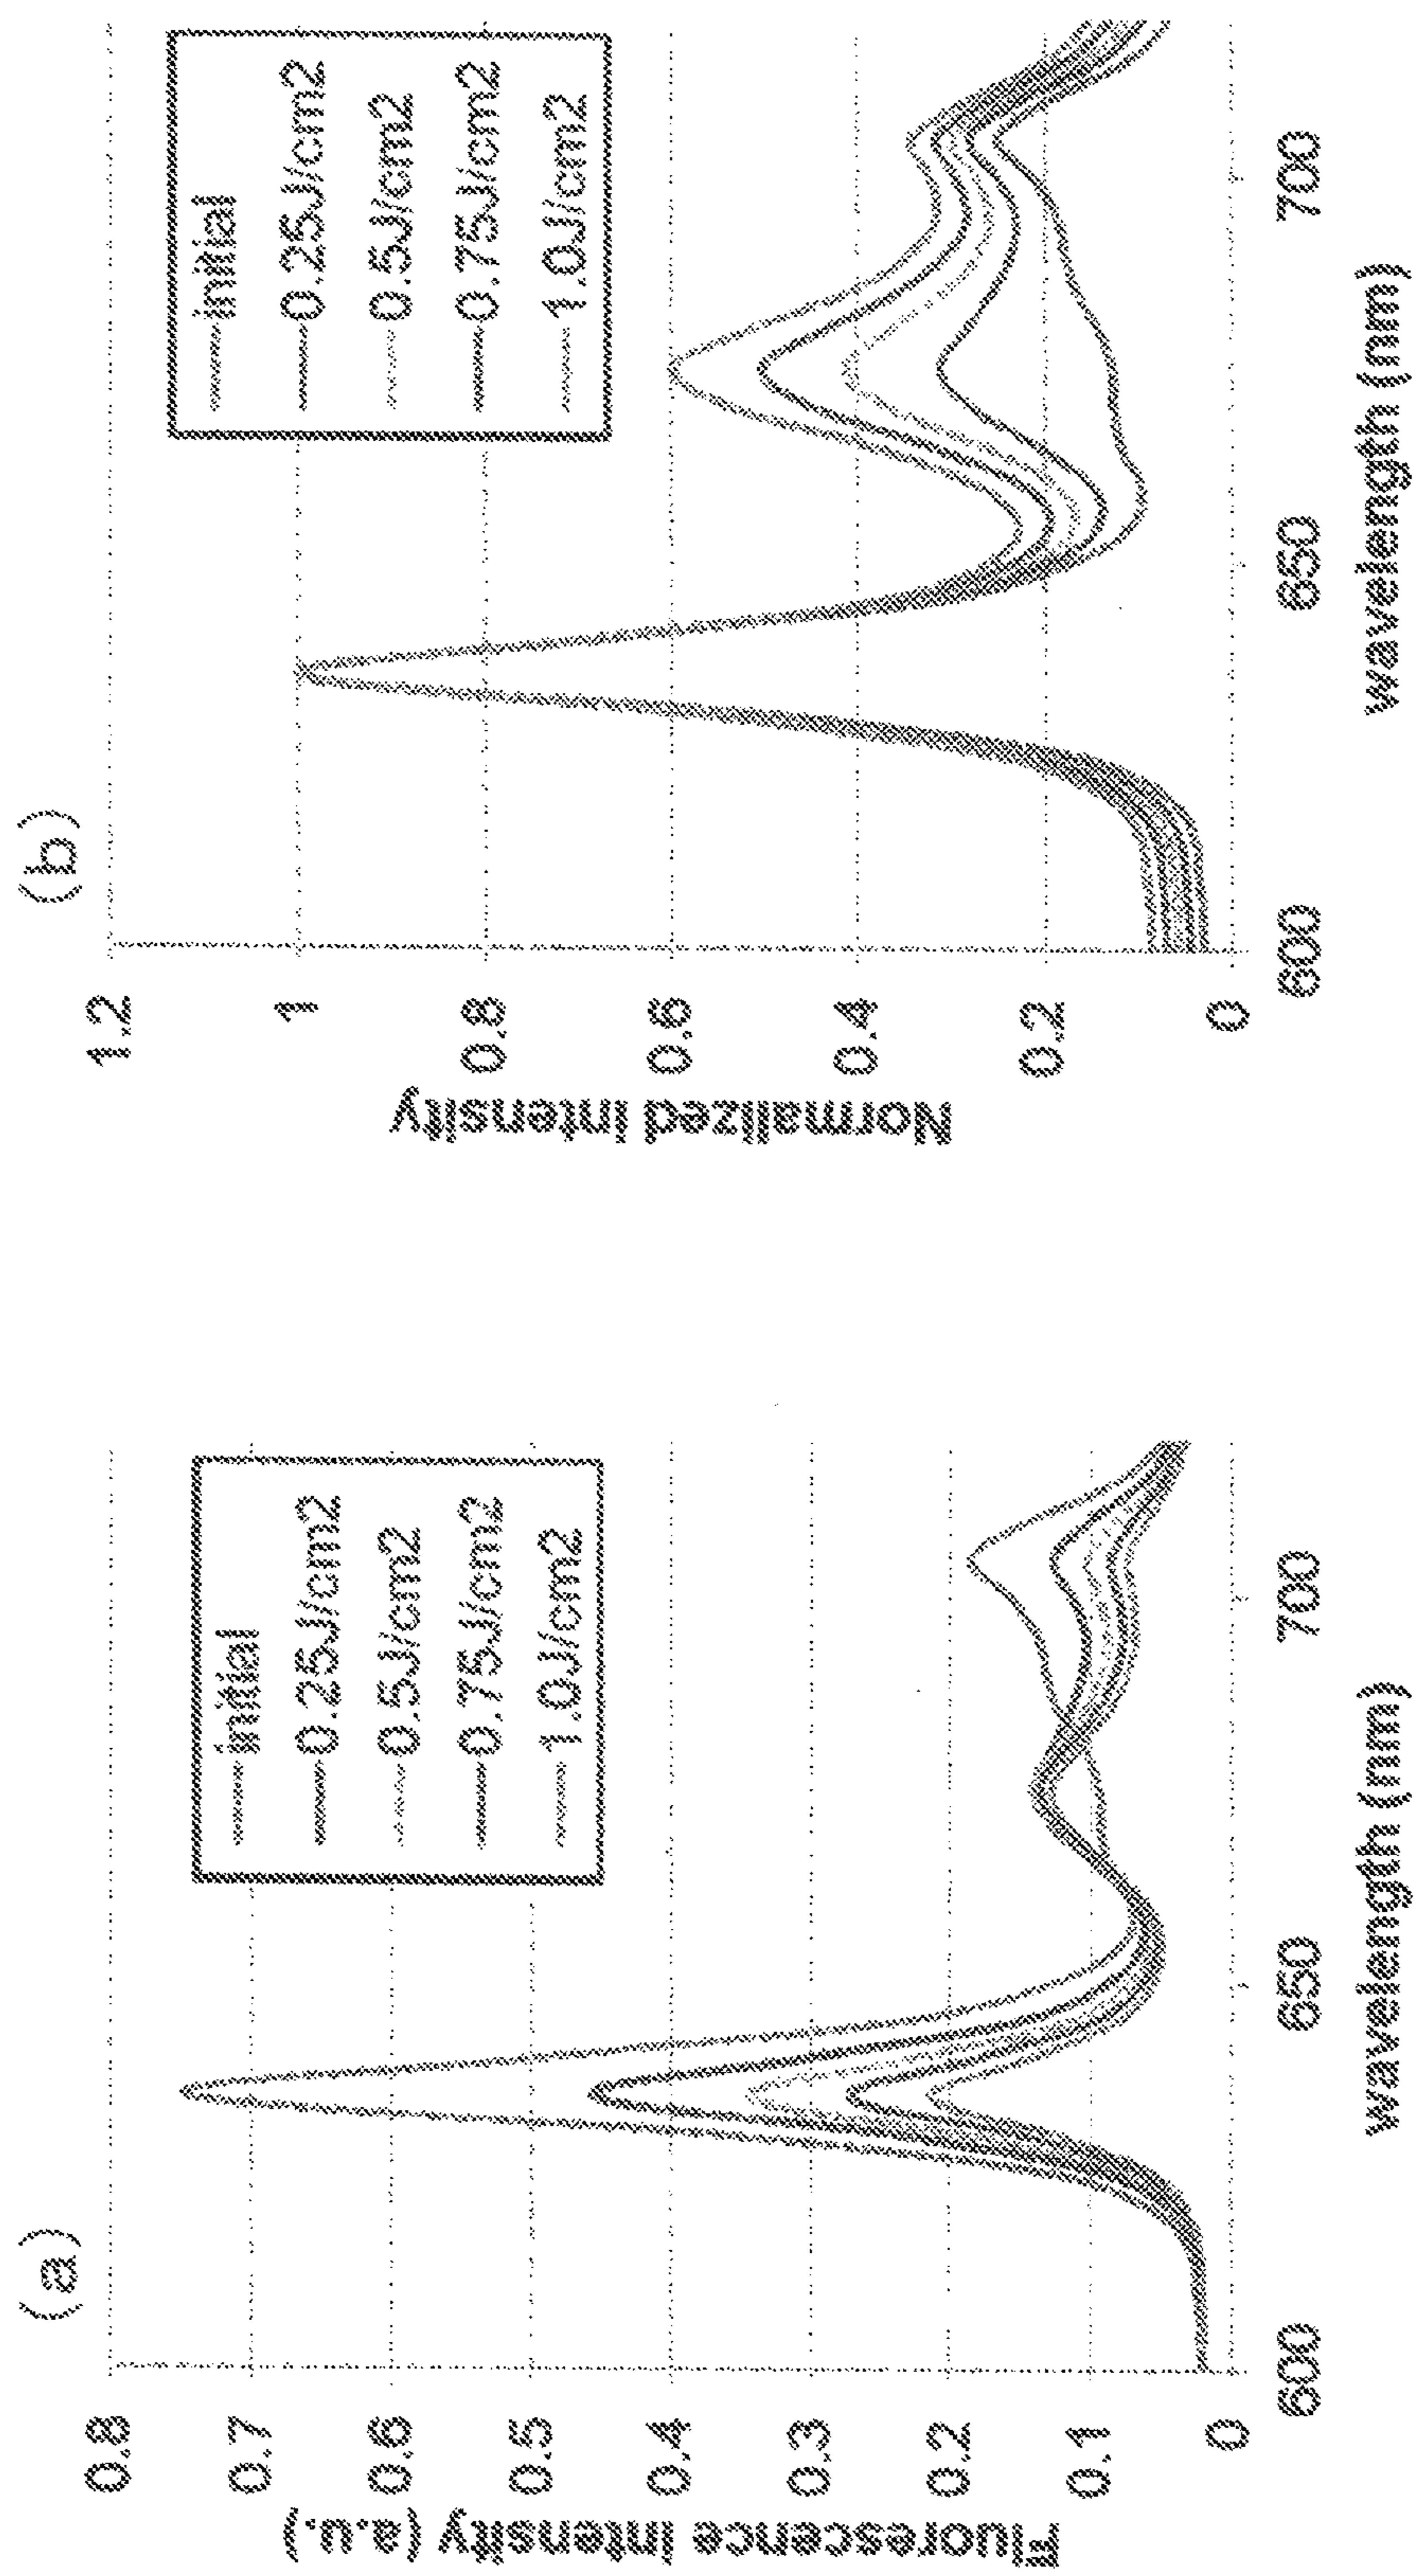 (a)
Fluorescence intensity (a.u.)
0.8
0.7
0.6
0.5
0.4
0.3
0.2
0.1
0
600
650
700
wavelength (nm)
initial
0.25J/cm2
0.5J/cm2
0.75J/cm2
1.0J/cm2
(b)
Normalized intensity
1.2
1
0.8
0.6
0.4
0.2
0
600
650
700
wavelength (nm)
initial
0.25J/cm2
0.5J/cm2
0.75J/cm2
1.0J/cm2